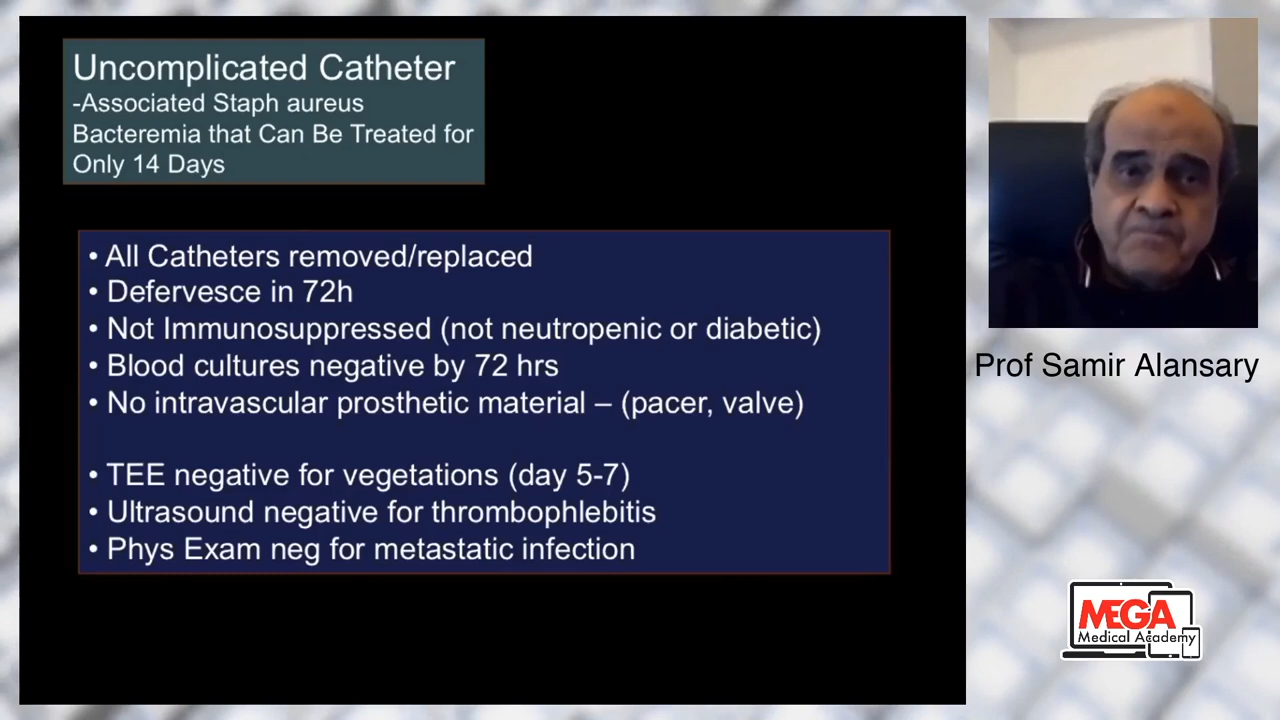 Uncomplicated Catheter
-Associated Staph aureus
Bacteremia that Can Be Treated for
Only 14 Days
• All Catheters removed/replaced
• Defervesce in 72h
• Not Immunosuppressed (not neutropenic or diabetic)
• Blood cultures negative by 72 hrs
• No intravascular prosthetic material – (pacer, valve)
• TEE negative for vegetations (day 5-7)
• Ultrasound negative for thrombophlebitis
• Phys Exam neg for metastatic infection
Prof Samir Alansary
MEGA
Medical Academy